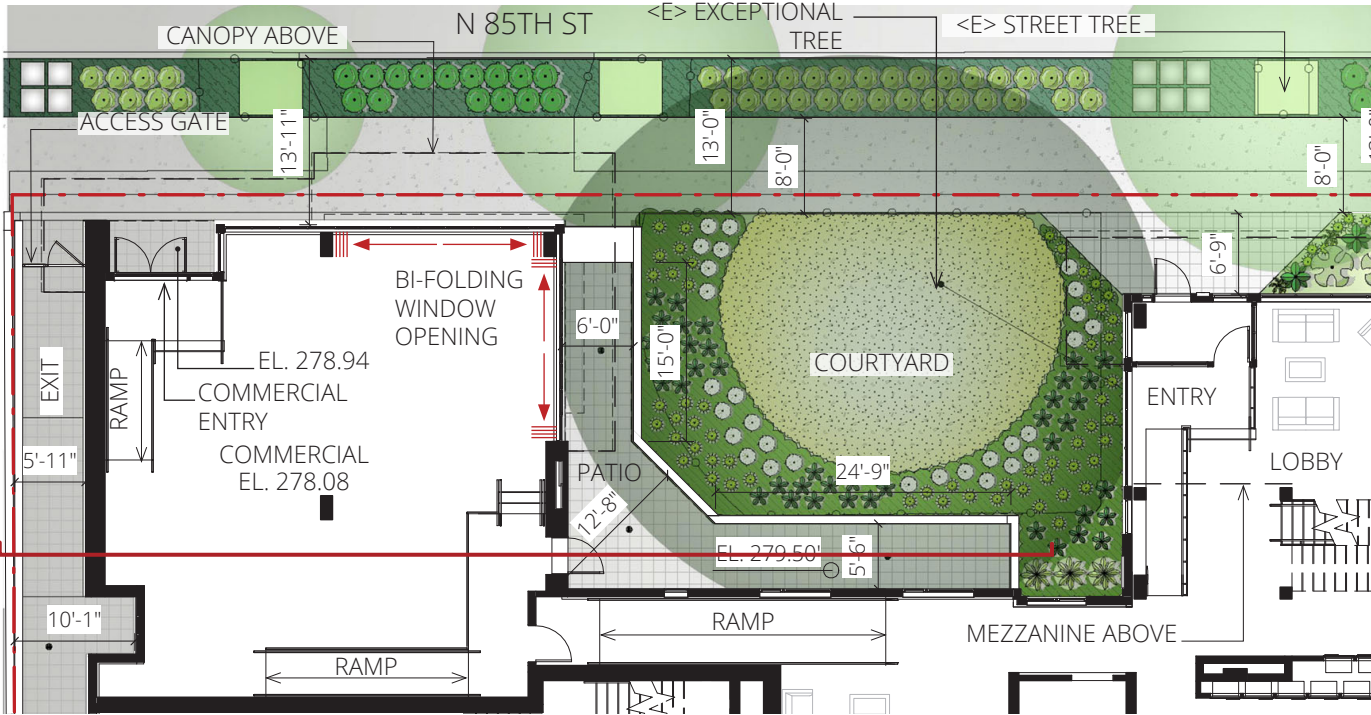 N 85TH ST
<E> EXCEPTIONAL
TREE
<E> STREET TREE
CANOPY ABOVE
ACCESS GATE
13'-11"
13'-0"
8'-0"
8'-0"
6'-9"
BI-FOLDING
WINDOW
OPENING
6'-0"
15'-0"
COURTYARD
EXIT
RAMP
EL. 278.94
COMMERCIAL
ENTRY
COMMERCIAL
EL. 278.08
ENTRY
LOBBY
5'-11"
PATIO
24'-9"
12'-8"
EL. 279.50'
5'-6"
10'-1"
RAMP
RAMP
MEZZANINE ABOVE